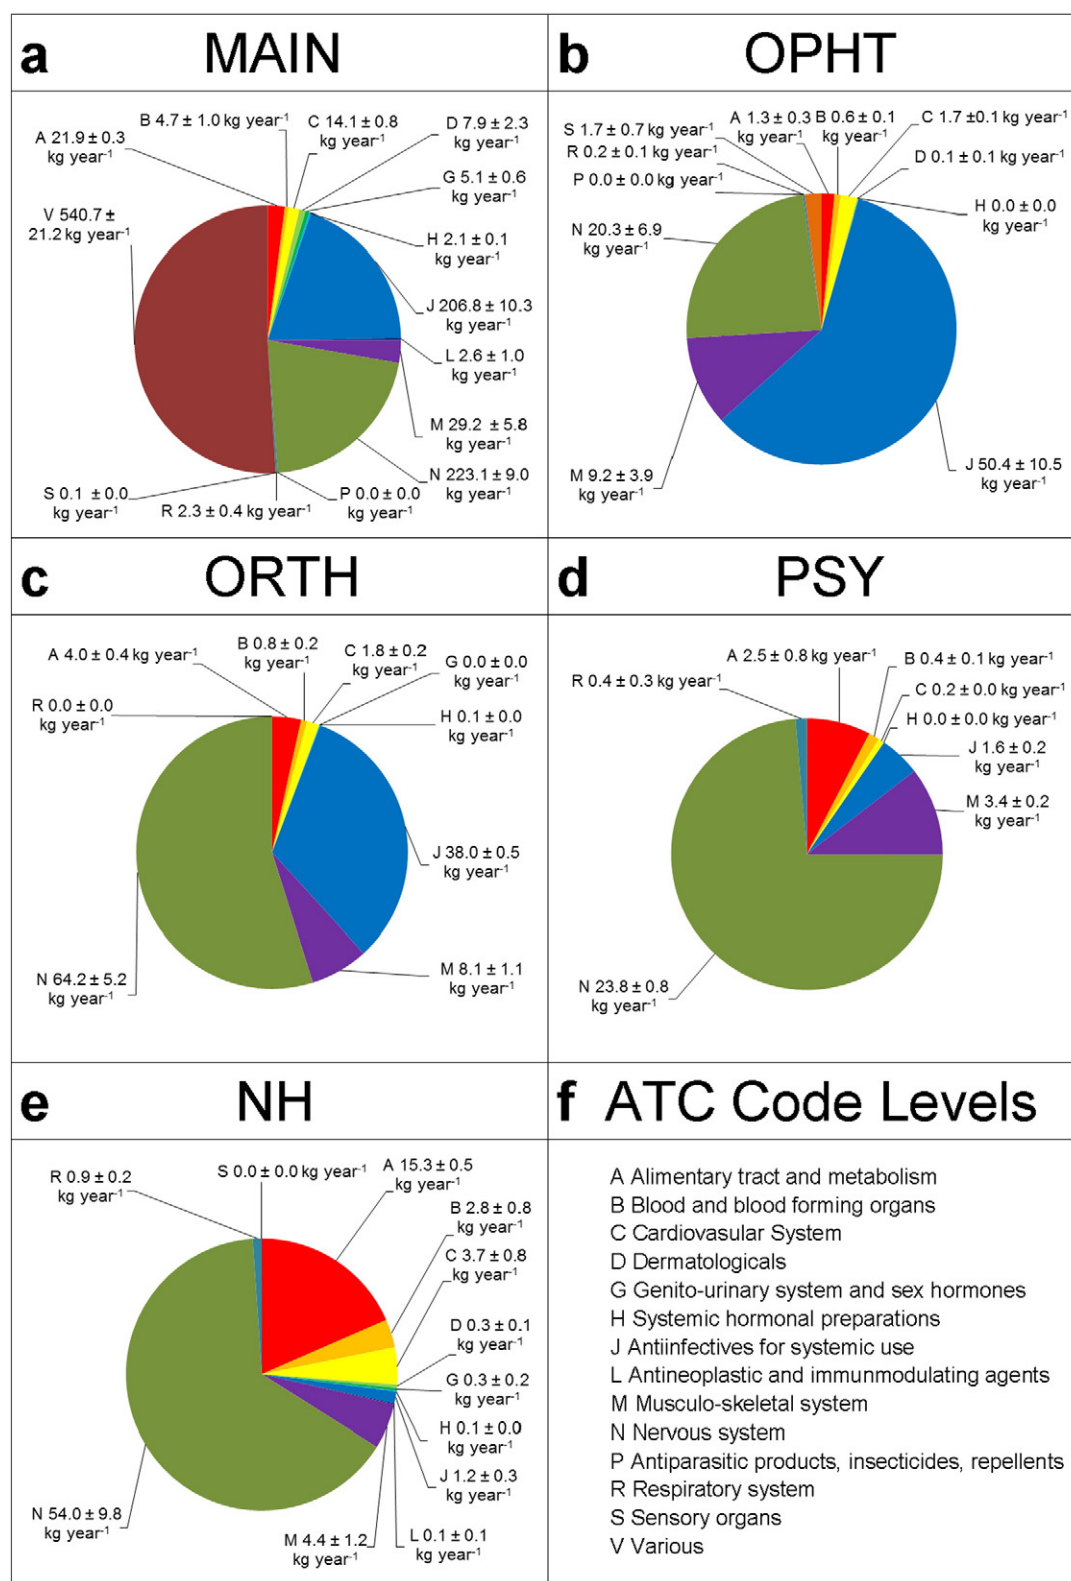 a MAIN
A 21.9 ± 0.3
kg year⁻¹
B 4.7 ± 1.0 kg year⁻¹
C 14.1 ± 0.8
kg year⁻¹
D 7.9 ± 2.3
kg year⁻¹
G 5.1 ± 0.6
kg year⁻¹
H 2.1 ± 0.1
kg year⁻¹
J 206.8 ± 10.3
kg year⁻¹
L 2.6 ± 1.0
kg year⁻¹
M 29.2 ± 5.8
kg year⁻¹
N 223.1 ± 9.0
kg year⁻¹
P 0.0 ± 0.0
kg year⁻¹
R 2.3 ± 0.4 kg year⁻¹
S 0.1 ± 0.0
kg year⁻¹
V 540.7 ±
21.2 kg year⁻¹
b OPHT
A 1.3 ± 0.3
kg year⁻¹
B 0.6 ± 0.1
kg year⁻¹
C 1.7 ± 0.1 kg year⁻¹
D 0.1 ± 0.1 kg year⁻¹
H 0.0 ± 0.0
kg year⁻¹
J 50.4 ± 10.5
kg year⁻¹
M 9.2 ± 3.9
kg year⁻¹
N 20.3 ± 6.9
kg year⁻¹
P 0.0 ± 0.0 kg year⁻¹
R 0.2 ± 0.1 kg year⁻¹
S 1.7 ± 0.7 kg year⁻¹
c ORTH
A 4.0 ± 0.4 kg year⁻¹
B 0.8 ± 0.2
kg year⁻¹
C 1.8 ± 0.2
kg year⁻¹
G 0.0 ± 0.0
kg year⁻¹
H 0.1 ± 0.0
kg year⁻¹
J 38.0 ± 0.5
kg year⁻¹
M 8.1 ± 1.1
kg year⁻¹
N 64.2 ± 5.2
kg year⁻¹
R 0.0 ± 0.0
kg year⁻¹
d PSY
A 2.5 ± 0.8 kg year⁻¹
B 0.4 ± 0.1 kg year⁻¹
C 0.2 ± 0.0 kg year⁻¹
H 0.0 ± 0.0 kg year⁻¹
J 1.6 ± 0.2
kg year⁻¹
M 3.4 ± 0.2
kg year⁻¹
N 23.8 ± 0.8
kg year⁻¹
R 0.4 ± 0.3 kg year⁻¹
e NH
A 15.3 ± 0.5
kg year⁻¹
B 2.8 ± 0.8
kg year⁻¹
C 3.7 ± 0.8
kg year⁻¹
D 0.3 ± 0.1
kg year⁻¹
G 0.3 ± 0.2
kg year⁻¹
H 0.1 ± 0.0
kg year⁻¹
J 1.2 ± 0.3
kg year⁻¹
L 0.1 ± 0.1
kg year⁻¹
M 4.4 ± 1.2
kg year⁻¹
N 54.0 ± 9.8
kg year⁻¹
R 0.9 ± 0.2
kg year⁻¹
S 0.0 ± 0.0 kg year⁻¹
f ATC Code Levels
A Alimentary tract and metabolism
B Blood and blood forming organs
C Cardiovasular System
D Dermatologicals
G Genito-urinary system and sex hormones
H Systemic hormonal preparations
J Antiinfectives for systemic use
L Antineoplastic and immunmodulating agents
M Musculo-skeletal system
N Nervous system
P Antiparasitic products, insecticides, repellents
R Respiratory system
S Sensory organs
V Various